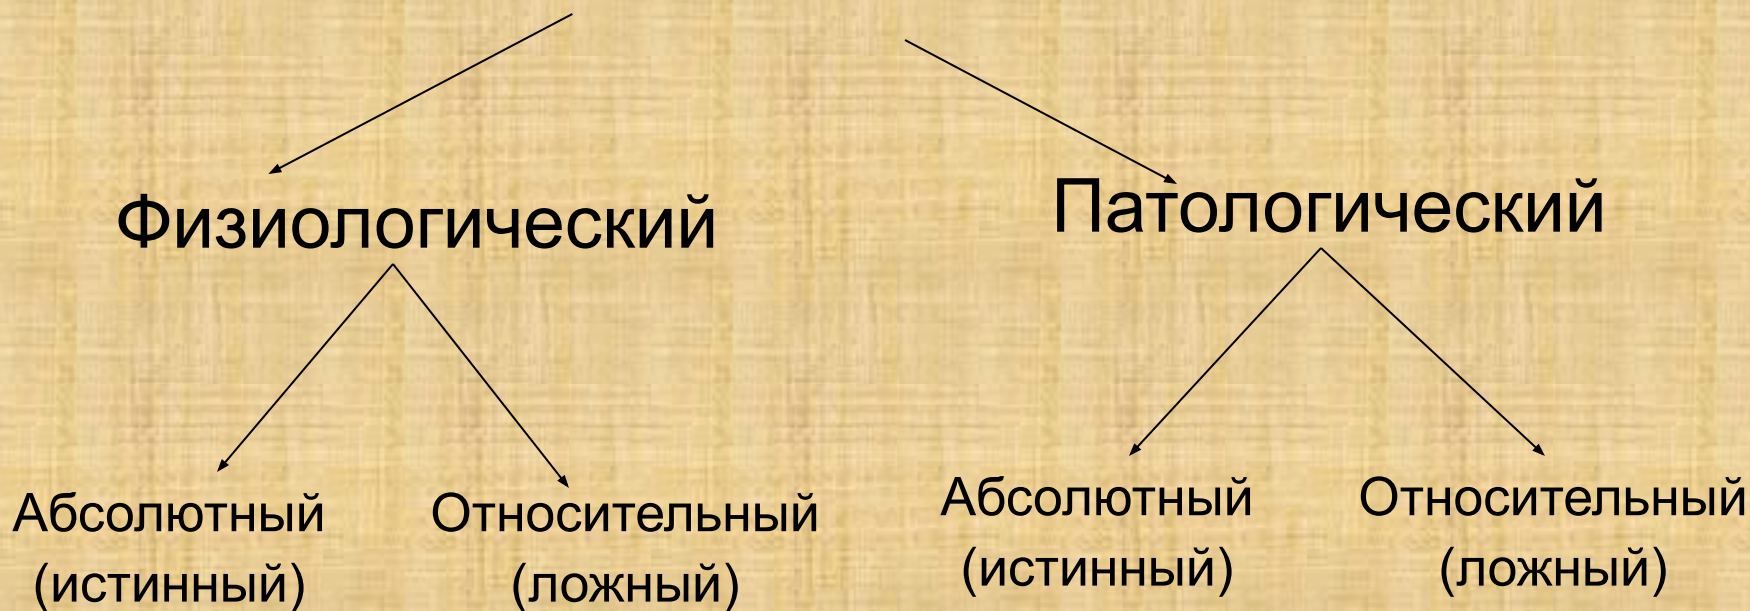 Физиологический
Патологический
Абсолютный
(истинный)
Относительный
(ложный)
Абсолютный
(истинный)
Относительный
(ложный)